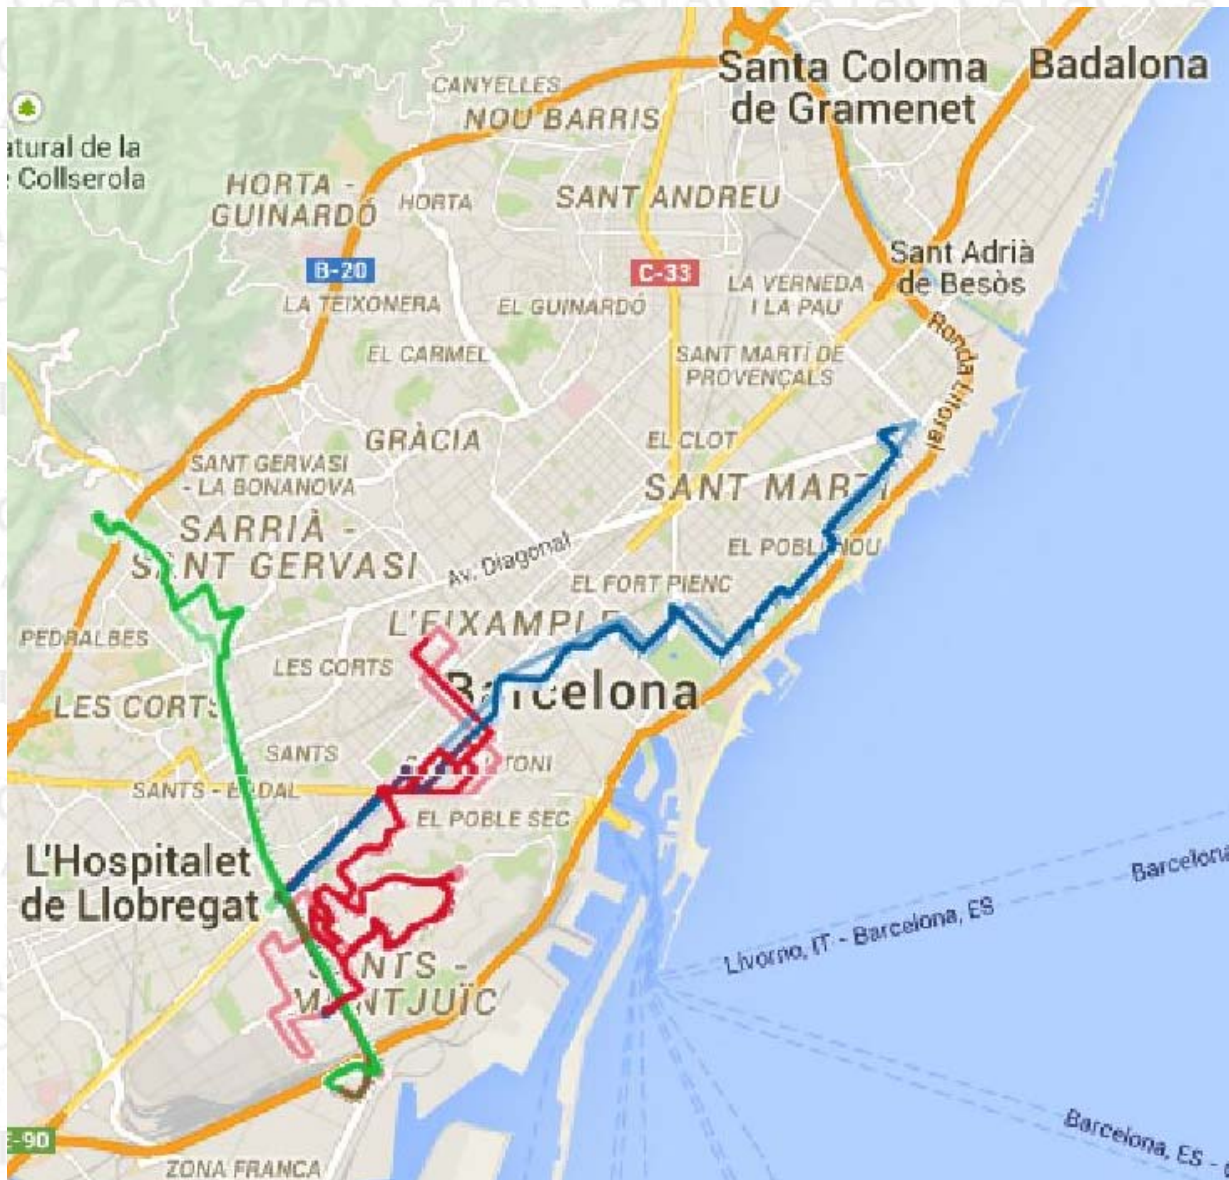 Santa Coloma
de Gramenet
Badalona
CANYELLES
NOU BARRIS
atural de la
Collserola
HORTA -
GUINARDÓ
HORTA
SANT ANDREU
Sant Adrià
de Besòs
B-20
C-33
LA VERNEDA
I LA PAU
LA TEIXONERA
EL GUINARDÓ
Ronda Litoral
EL CARMEL
SANT MARTÍ DE
PROVENÇALS
GRÀCIA
EL CLOT
SANT GERVASI
- LA BONANOVA
SANT MARTÍ
SARRIÀ -
SANT GERVASI
Av. Diagonal
EL POBLENOU
EL FORT PIENC
L'EIXAMPLE
PEDRALBES
LES CORTS
Barcelona
LES CORTS
SANTS
TONI
SANTS - BADAL
EL POBLE SEC
L'Hospitalet
de Llobregat
Barcelona
Livorno, IT - Barcelona, ES
SANTS -
MONTJUÏC
Barcelona, ES -
E-90
ZONA FRANCA